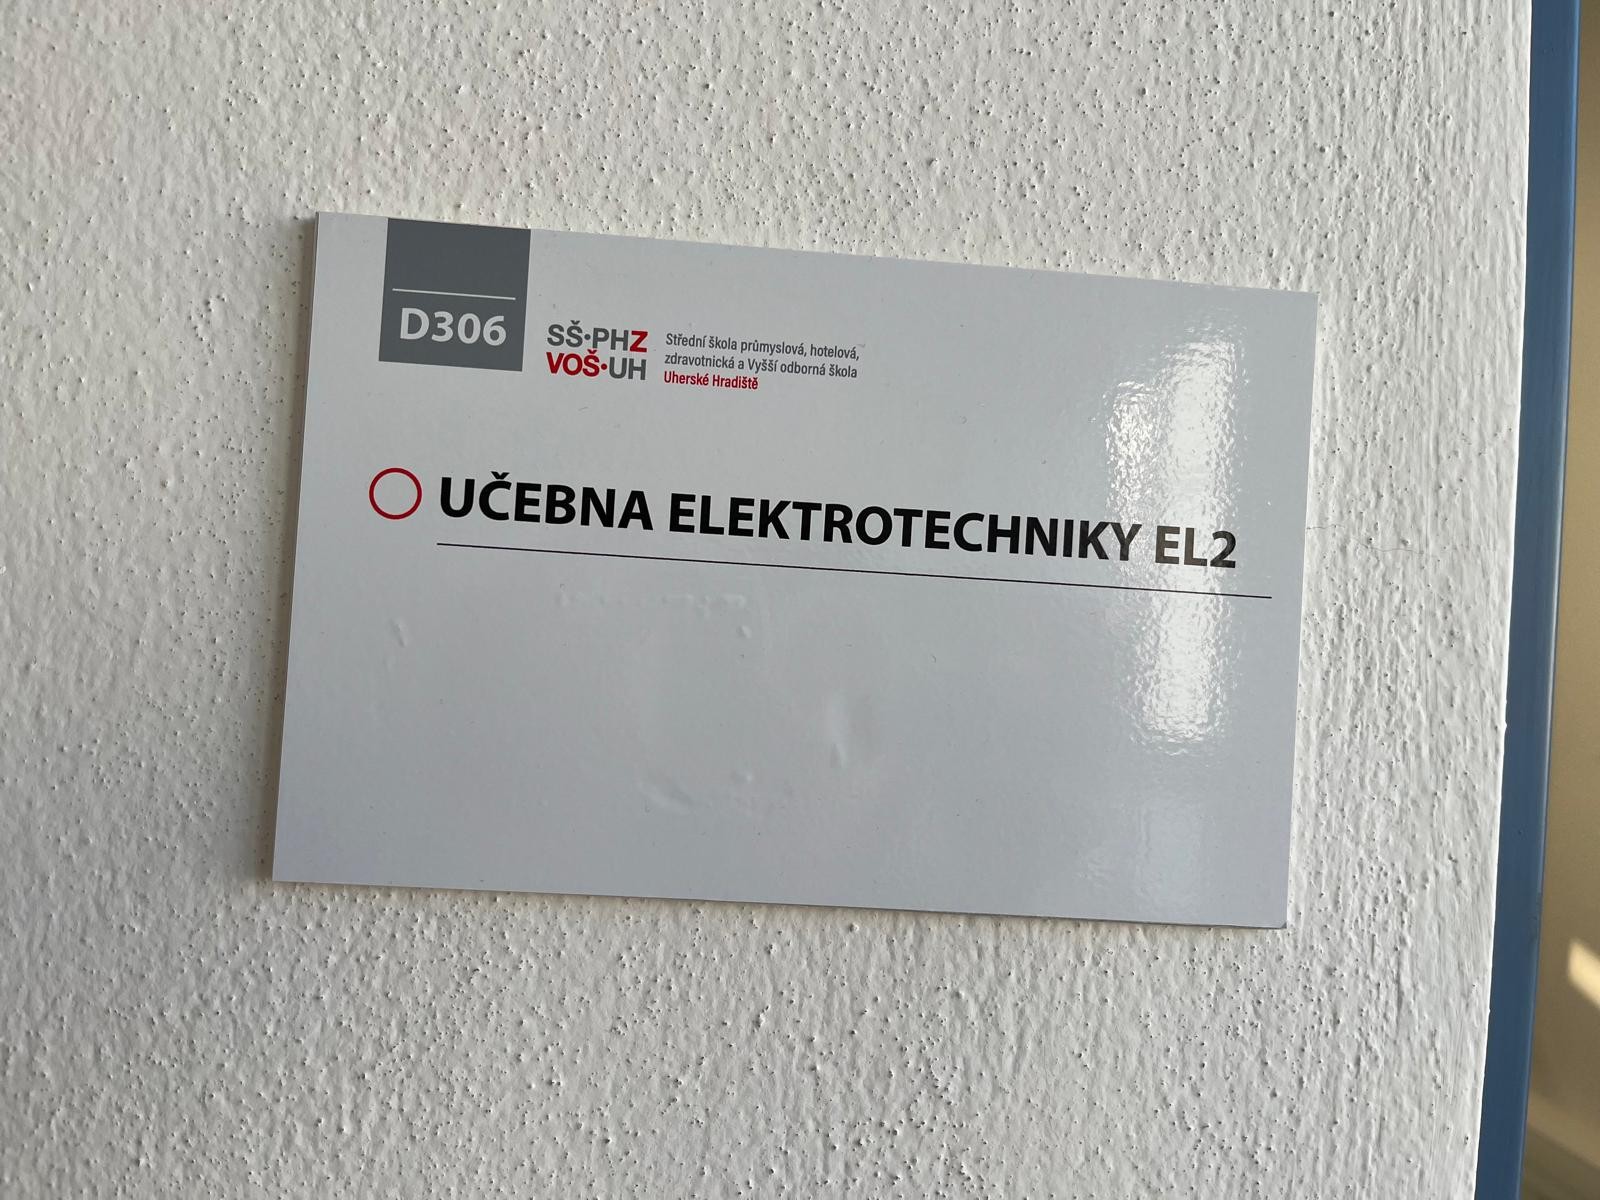 D306
SŠ•PHZ
VOŠ•UH
Střední škola průmyslová, hotelová,
zdravotnická a Vyšší odborná škola
Uherské Hradiště
UČEBNA ELEKTROTECHNIKY EL2